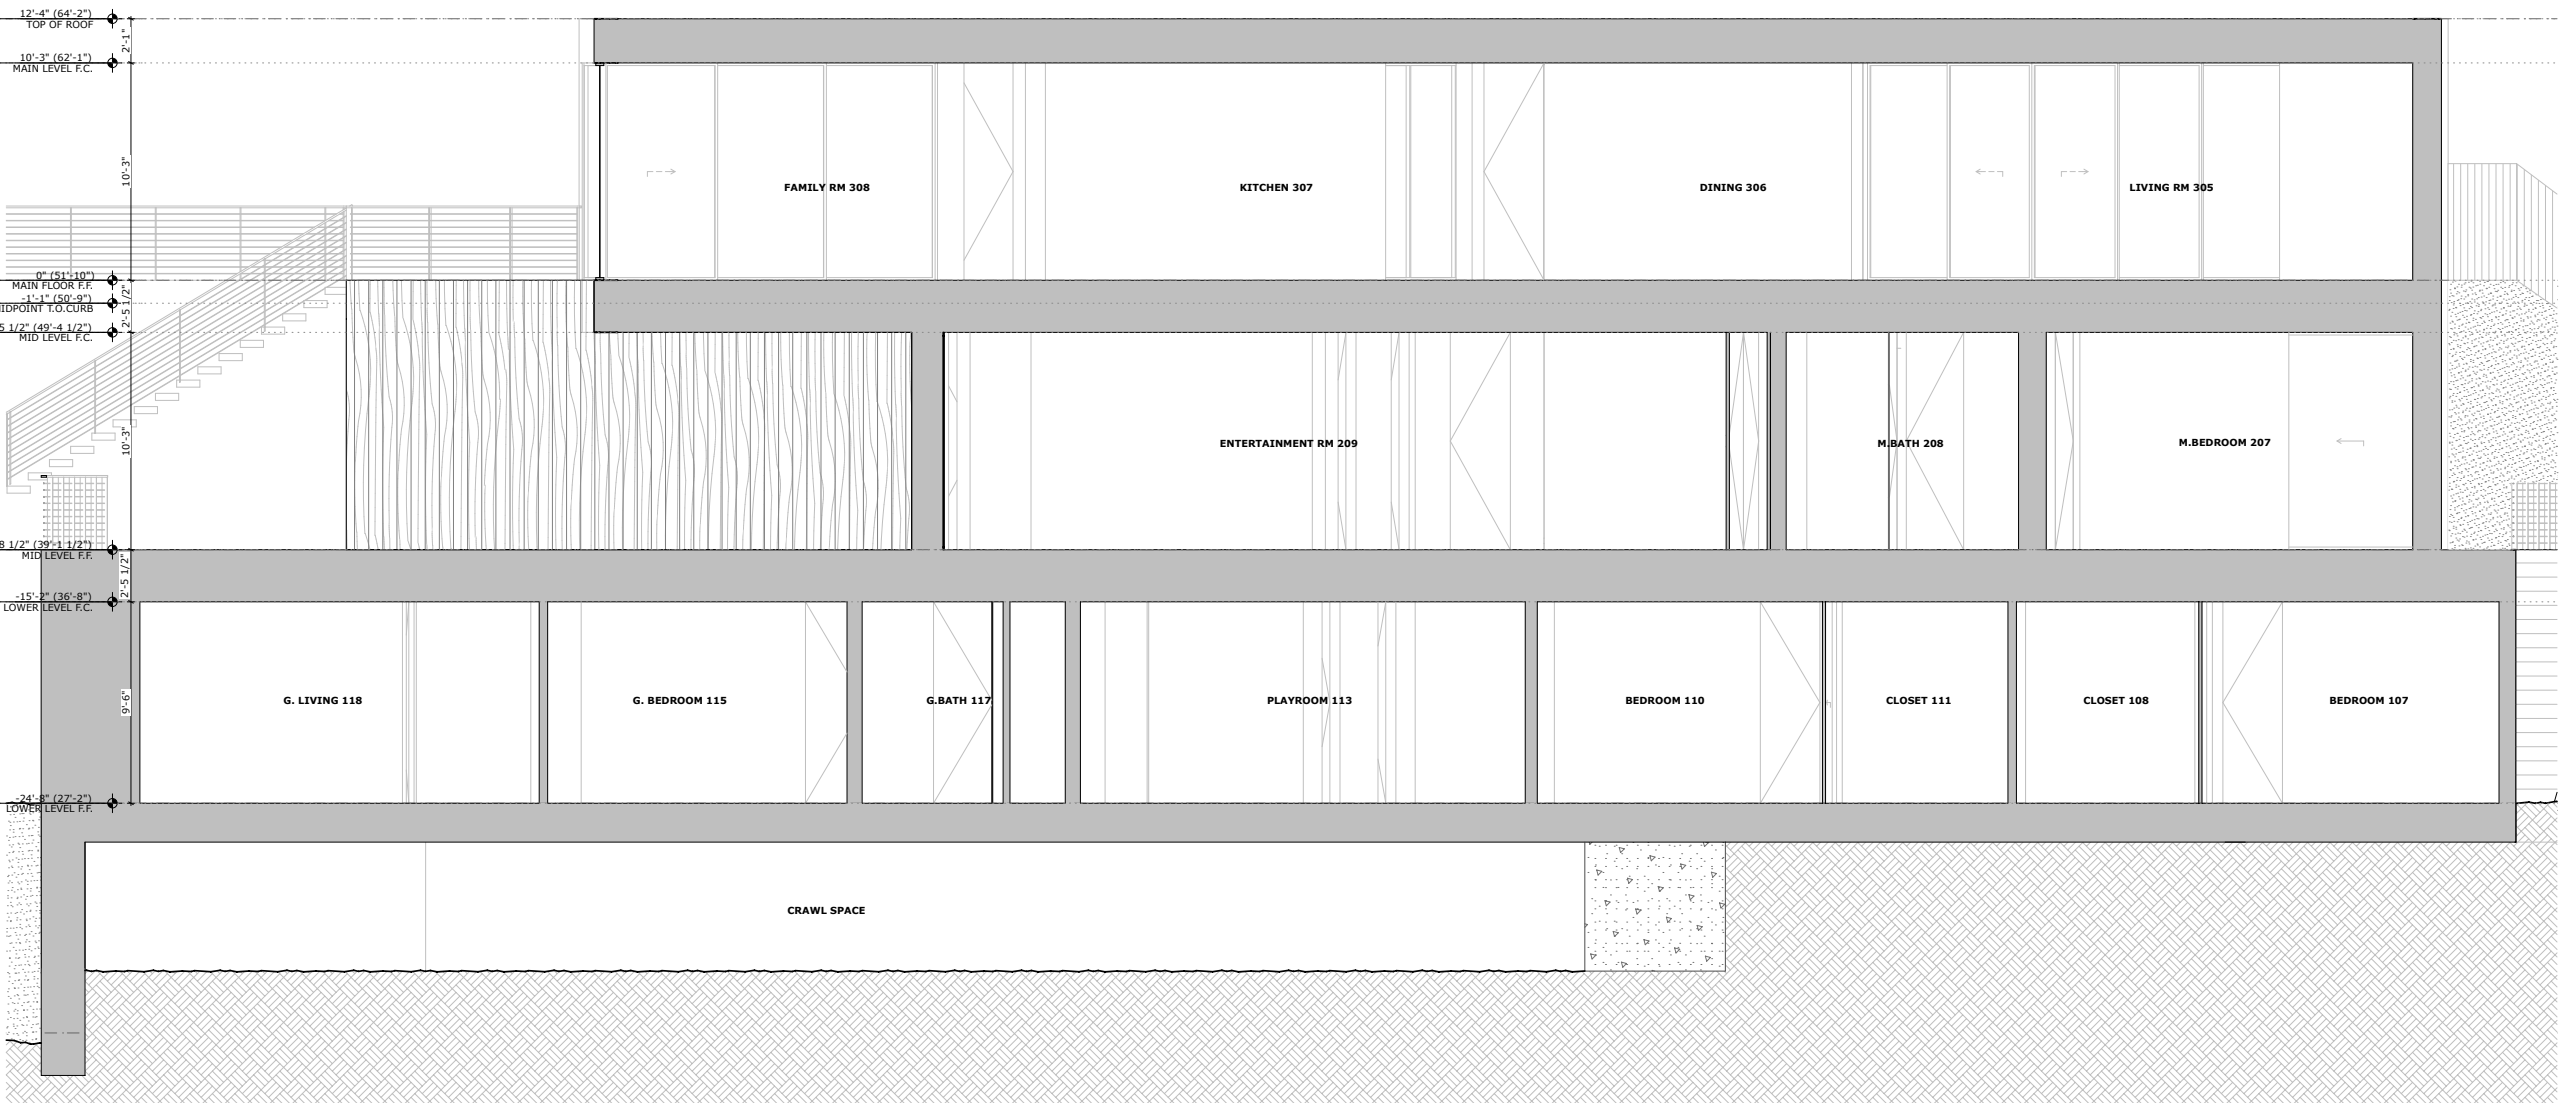 12'-4" (64'-2")
TOP OF ROOF
2'-1"
10'-3" (62'-1")
MAIN LEVEL F.C.
10'-3"
FAMILY RM 308
KITCHEN 307
DINING 306
LIVING RM 305
0" (51'-10")
MAIN FLOOR F.F.
-1'-1" (50'-9")
IDPOINT T.O.CURB
2'-5 1/2"
5 1/2" (49'-4 1/2")
MID LEVEL F.C.
10'-3"
ENTERTAINMENT RM 209
M.BATH 208
M.BEDROOM 207
8 1/2" (39'-1 1/2")
MID LEVEL F.F.
2'-5 1/2"
-15'-2" (36'-8")
LOWER LEVEL F.C.
9'-6"
G. LIVING 118
G. BEDROOM 115
G.BATH 117
PLAYROOM 113
BEDROOM 110
CLOSET 111
CLOSET 108
BEDROOM 107
-24'-8" (27'-2")
LOWER LEVEL F.F.
CRAWL SPACE